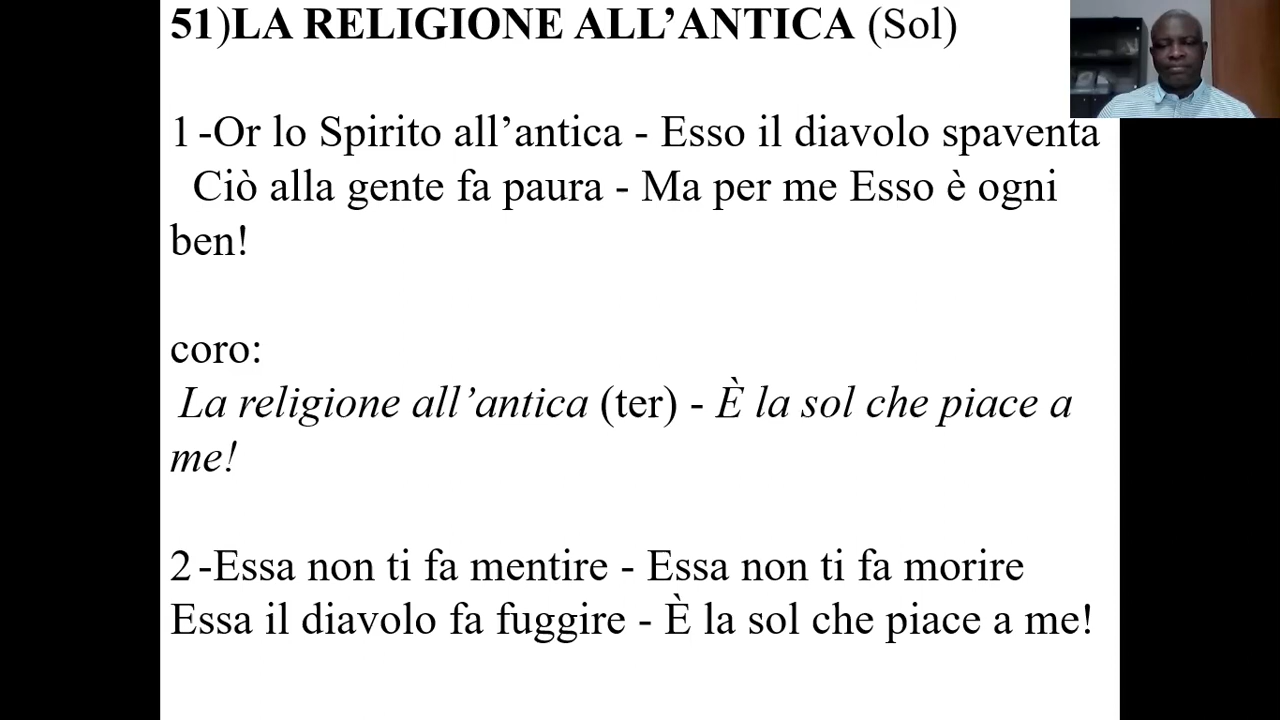 51)LA RELIGIONE ALL’ANTICA (Sol)
1 -Or lo Spirito all’antica - Esso il diavolo spaventa
Ciò alla gente fa paura - Ma per me Esso è ogni
ben!
coro:
La religione all’antica (ter) - È la sol che piace a
me!
2 -Essa non ti fa mentire - Essa non ti fa morire
Essa il diavolo fa fuggire - È la sol che piace a me!